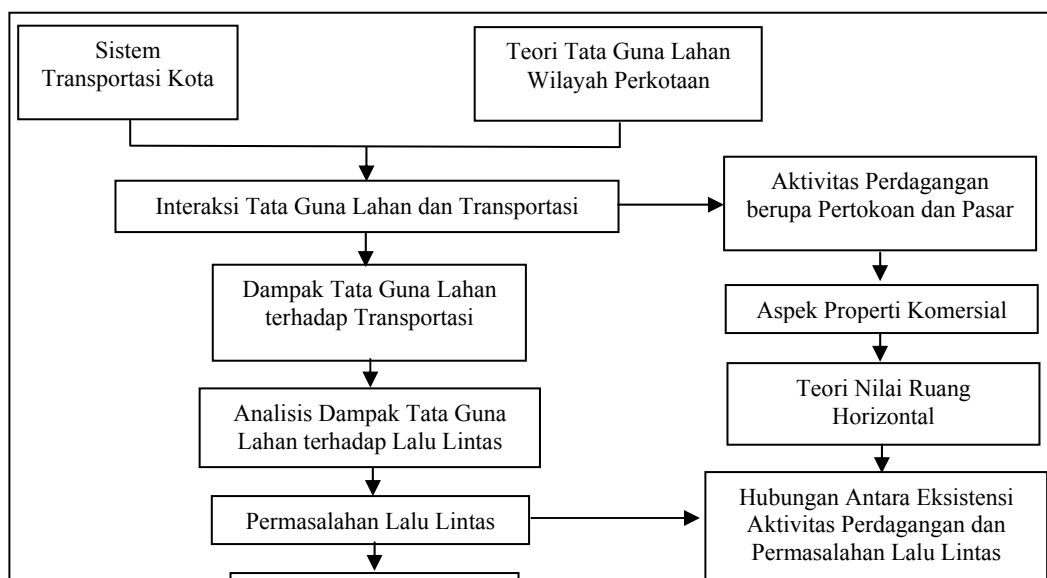 Sistem
Transportasi Kota
Teori Tata Guna Lahan
Wilayah Perkotaan
Interaksi Tata Guna Lahan dan Transportasi
Aktivitas Perdagangan
berupa Pertokoan dan Pasar
Dampak Tata Guna Lahan
terhadap Transportasi
Aspek Properti Komersial
Analisis Dampak Tata Guna
Lahan terhadap Lalu Lintas
Teori Nilai Ruang
Horizontal
Permasalahan Lalu Lintas
Hubungan Antara Eksistensi
Aktivitas Perdagangan dan
Permasalahan Lalu Lintas